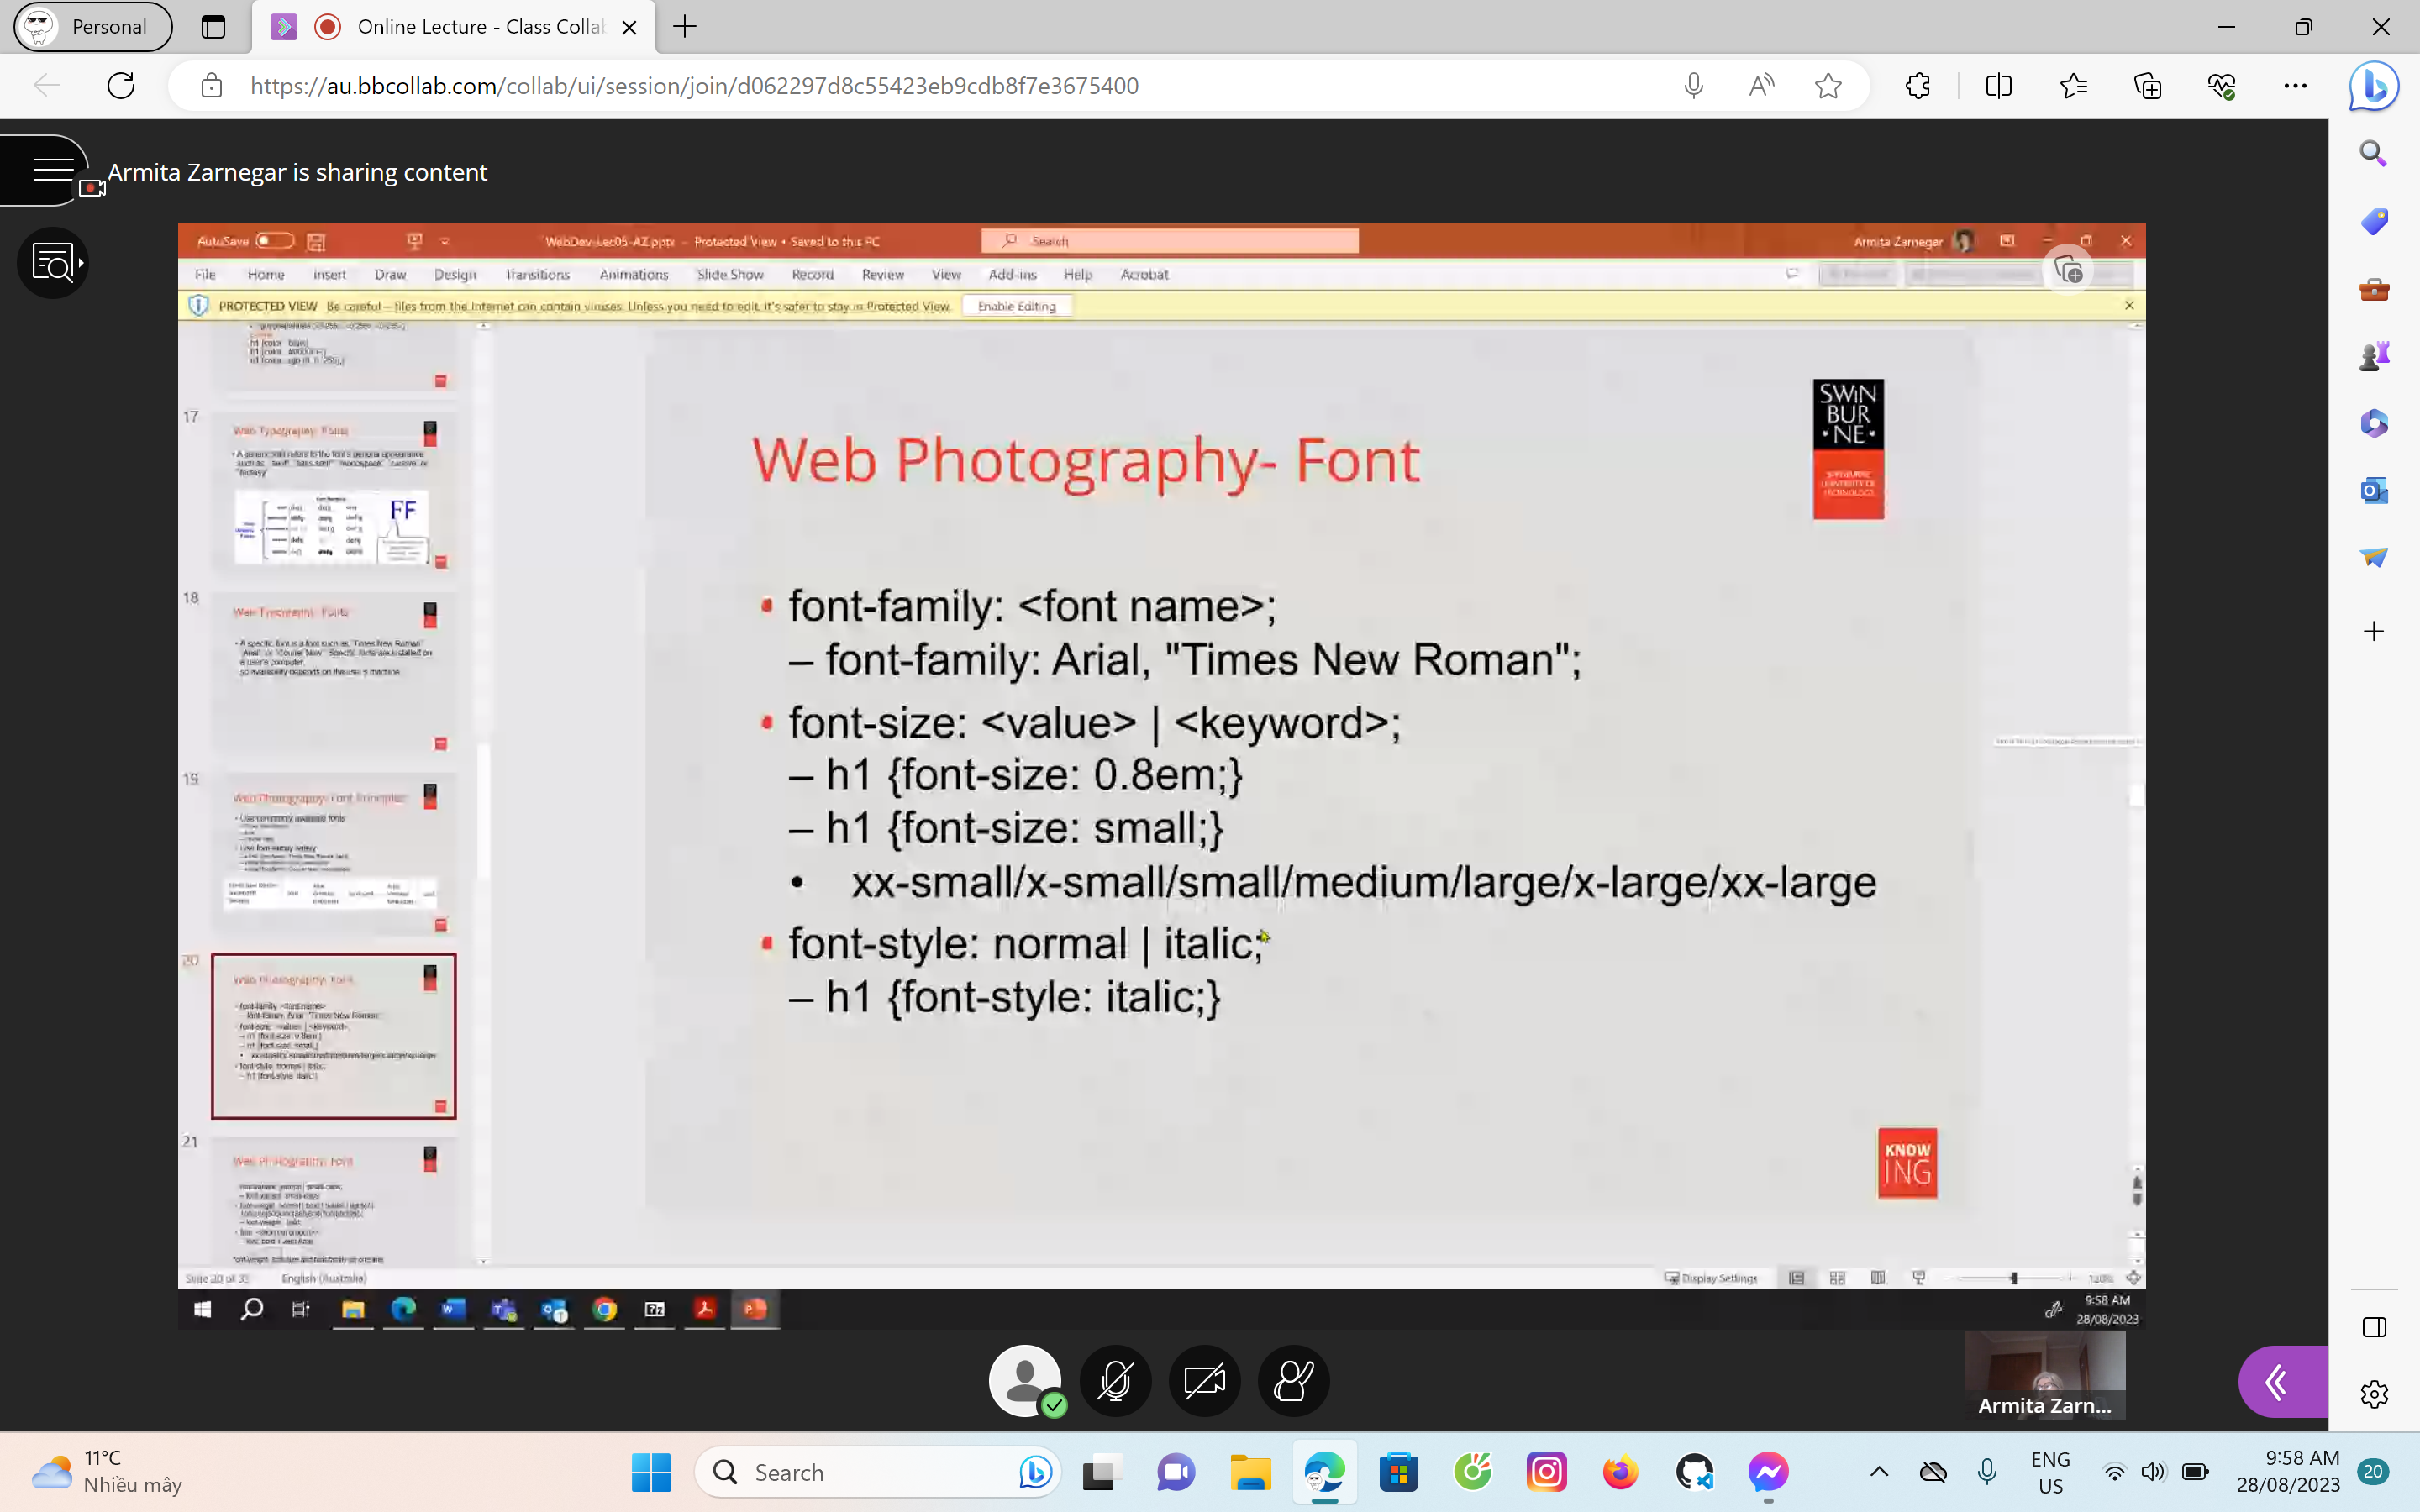 Personal
Online Lecture - Class Collab
https://au.bbcollab.com/collab/ui/session/join/d062297d8c55423eb9cdb8f7e3675400
Armita Zarnegar is sharing content
AutoSave WebDev-Lec05-AZ.pptx - Protected View • Saved to this PC Search Armita Zarnegar
File Home Insert Draw Design Transitions Animations Slide Show Record Review View Add-ins Help Acrobat
PROTECTED VIEW Be careful—files from the Internet can contain viruses. Unless you need to edit, it's safer to stay in Protected View. Enable Editing
17
Web Typography- Fonts
18
Web Typography- Fonts
19
Web Photography- Font Principles
20
Web Photography- Font
21
Web Photography- Font
SWIN
BUR
•NE•
SWINBURNE
UNIVERSITY OF
TECHNOLOGY
Web Photography- Font
font-family: <font name>;
– font-family: Arial, "Times New Roman";
font-size: <value> | <keyword>;
– h1 {font-size: 0.8em;}
– h1 {font-size: small;}
• xx-small/x-small/small/medium/large/x-large/xx-large
font-style: normal | italic;
– h1 {font-style: italic;}
KNOW
ING
Slide 20 of 33 English (Australia) Display Settings 130%
9:58 AM
28/08/2023
Armita Zarn...
11°C
Nhiều mây
Search
ENG
US
9:58 AM
28/08/2023
20